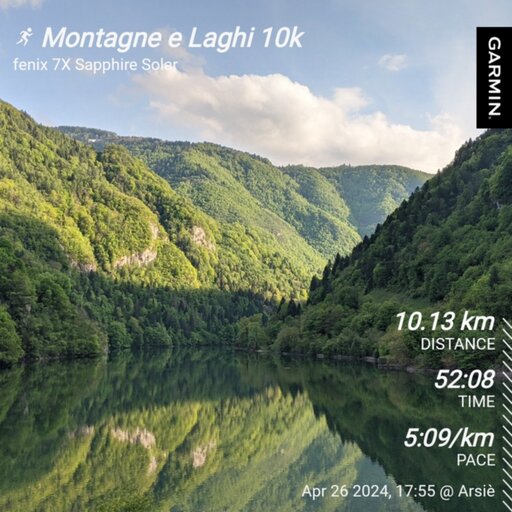 Montagne e Laghi 10k
fenix 7X Sapphire Solar
GARMIN
10.13 km
DISTANCE
52:08
TIME
5:09/km
PACE
Apr 26 2024, 17:55 @ Arsiè